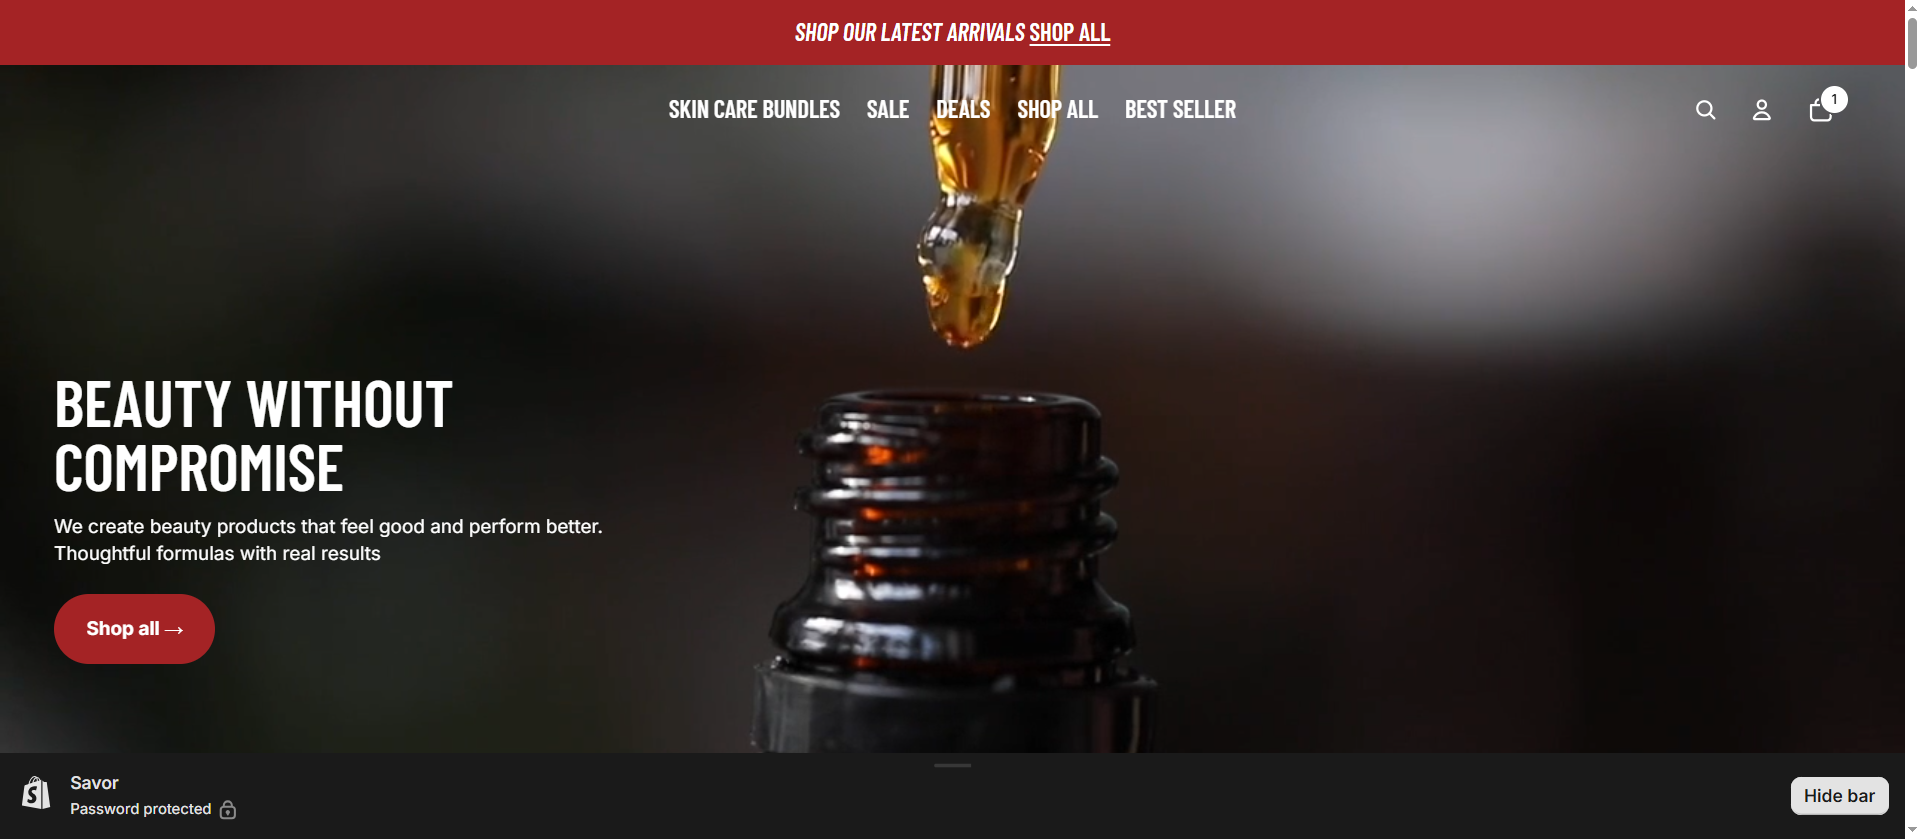 SHOP OUR LATEST ARRIVALS SHOP ALL
SKIN CARE BUNDLES SALE DEALS SHOP ALL BEST SELLER
1
BEAUTY WITHOUT
COMPROMISE
We create beauty products that feel good and perform better.
Thoughtful formulas with real results
Shop all →
Savor
Password protected
Hide bar